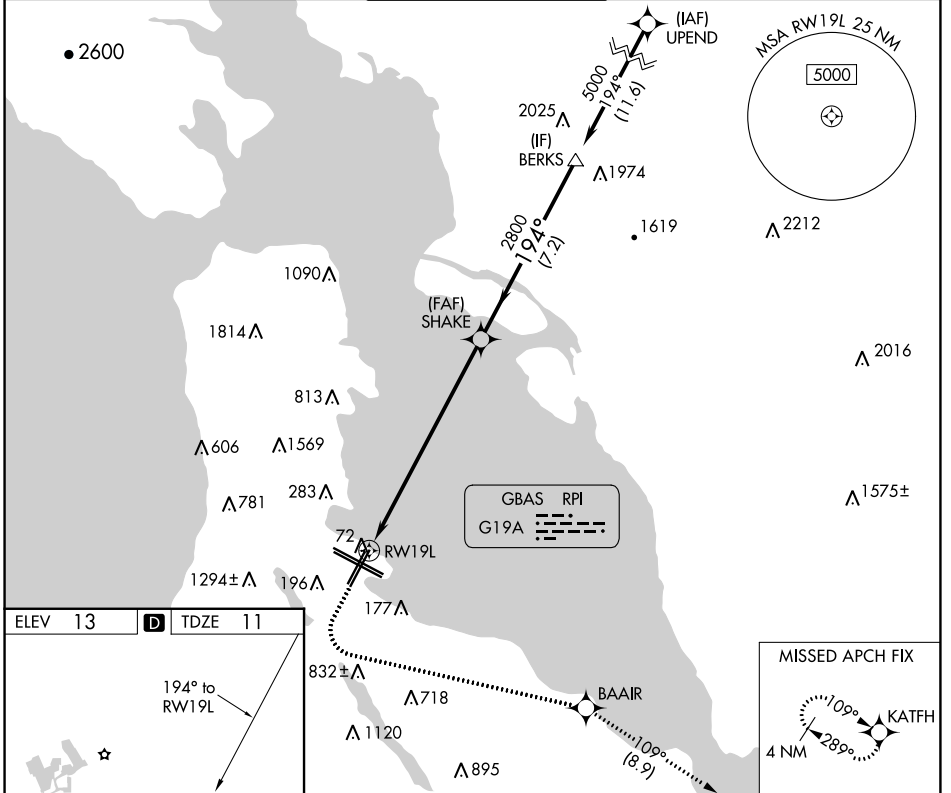 (IAF)
UPEND
MSA RW19L 25 NM
5000
2600
5000
194°
(11.6)
2025
(IF)
BERKS
1974
2212
1619
2800
194°
(7.2)
1090
(FAF)
SHAKE
1814
2016
813
606
1569
283
781
GBAS RPI
G19A
1575±
72
RW19L
1294±
196
177
ELEV 13
D
TDZE 11
832±
718
1120
895
BAAIR
109°
(8.9)
194° to
RW19L
MISSED APCH FIX
109°
KATFH
4 NM
289°